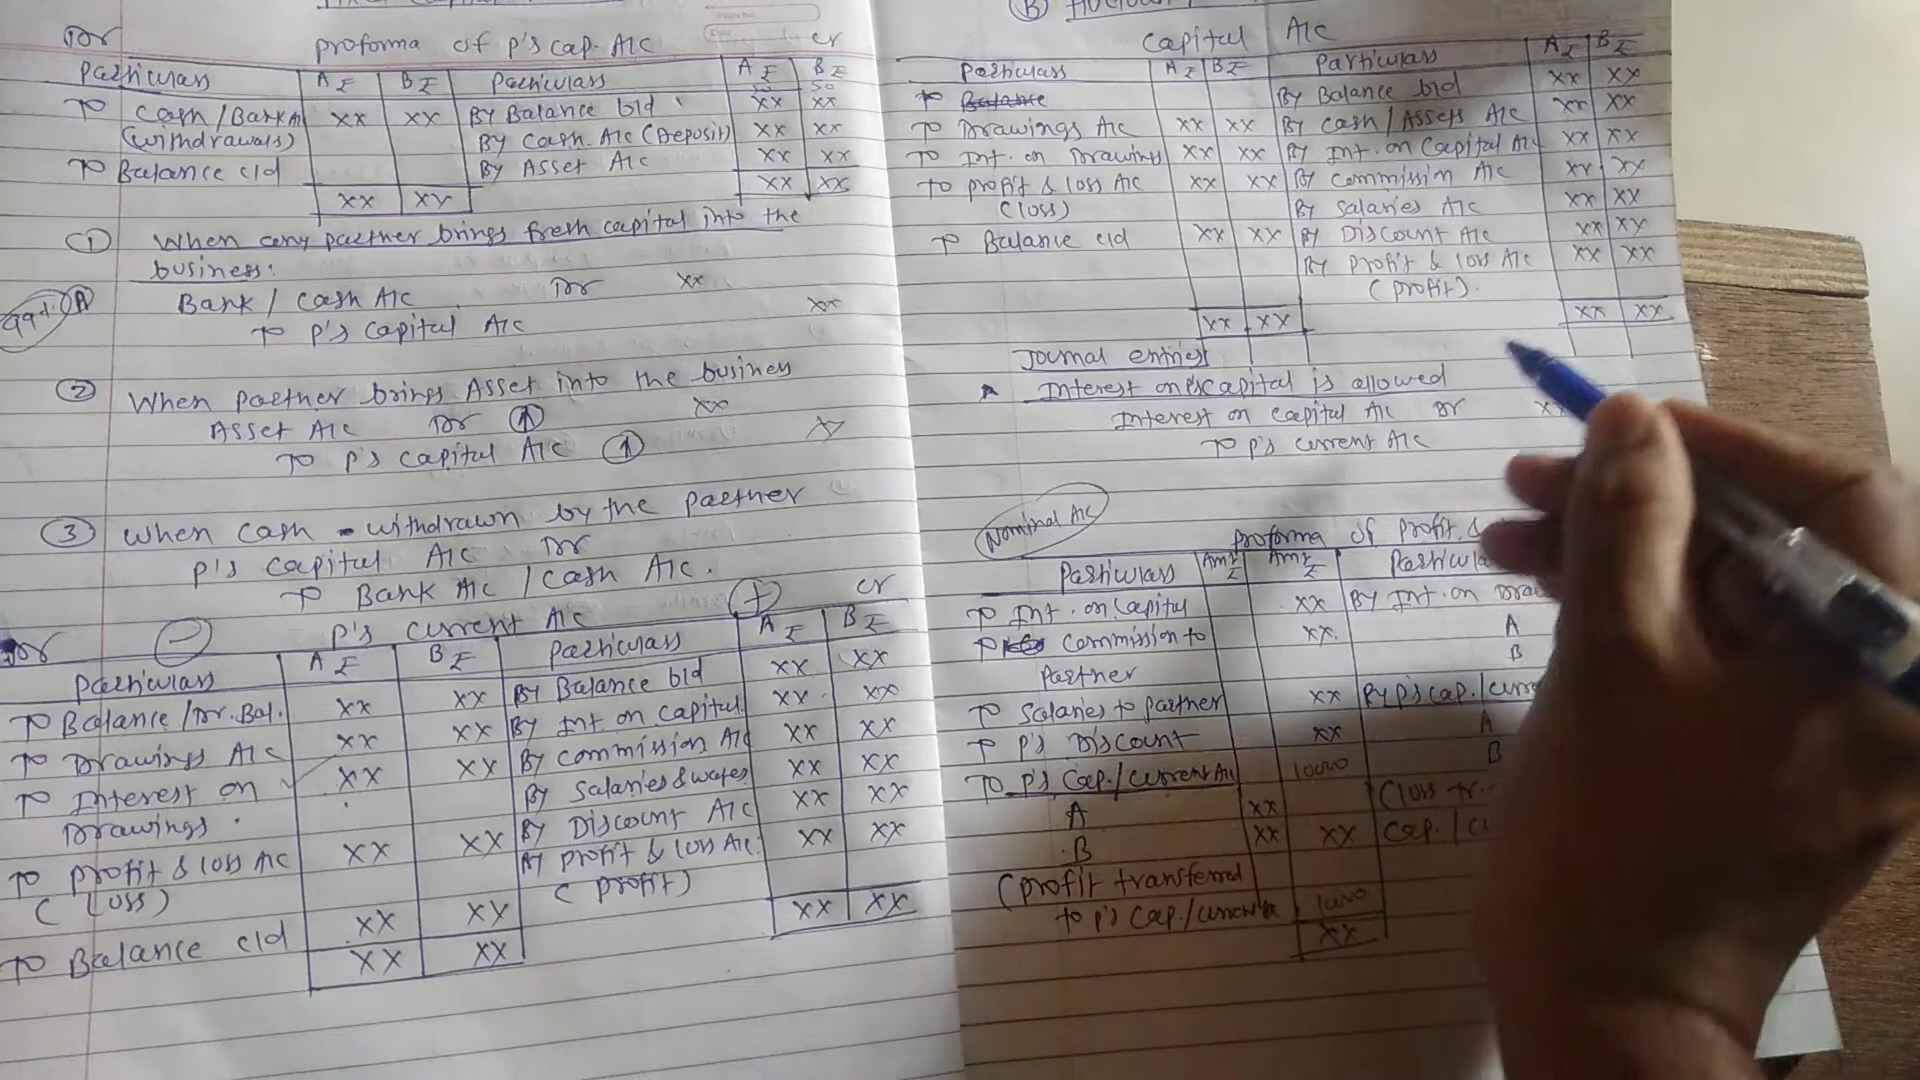 Dr proforma of P's cap. A/c cr
Particulars A ₹ B ₹ Particulars A ₹ B ₹
50 50
To Cash/Bank A/c xx xx By Balance b/d xx xx
(withdrawals) By Cash A/c (Deposit) xx xx
To Balance c/d By Asset A/c xx xx
xx xx xx xx
① When any partner brings fresh capital into the
business:
Bank / Cash A/c Dr xx
To P's capital A/c xx
② When partner brings Asset into the business
Asset A/c Dr ↑ xx
To P's capital A/c ↑ xx
③ When Cash withdrawn by the partner
P's capital A/c Dr
To Bank A/c / Cash A/c.
Dr − P's Current A/c + cr
Particulars A ₹ B ₹ Particulars A ₹ B ₹
To Balance/Dr. Bal. xx xx By Balance b/d xx xx
To Drawings A/c xx xx By Int. on capital xx xx
To Interest on xx xx By Commission A/c xx xx
Drawings. By Salaries & wages xx xx
To profit & loss A/c xx xx By Discount A/c xx xx
(Loss) By profit & loss A/c. xx xx
(profit)
To Balance c/d xx xx xx xx
xx xx
Capital A/c
Particulars A ₹ B ₹ Particulars A ₹ B ₹
To Balance By Balance b/d xx xx
To Drawings A/c xx xx By cash / Assets A/c xx xx
To Int. on Drawings xx xx By Int. on Capital A/c xx xx
To profit & loss A/c xx xx By Commission A/c xx xx
(Loss) By Salaries A/c xx xx
To Balance c/d xx xx By Discount A/c xx xx
By profit & loss A/c xx xx
(profit).
xx xx xx xx
Journal entries
Interest on P's capital is allowed
Interest on capital A/c Dr xx
To P's current A/c
Nominal A/c
proforma of profit &
Particulars Amt ₹ Amt ₹
To Int. on Capital xx By Int. on
To Commission to xx. A
Partner B
To Salaries to partner xx By P's cap./
To P's Discount xx A
To P's Cap./Current A/c 10000 B
A xx
B xx xx
(profit transferred
to P's Cap./
xx